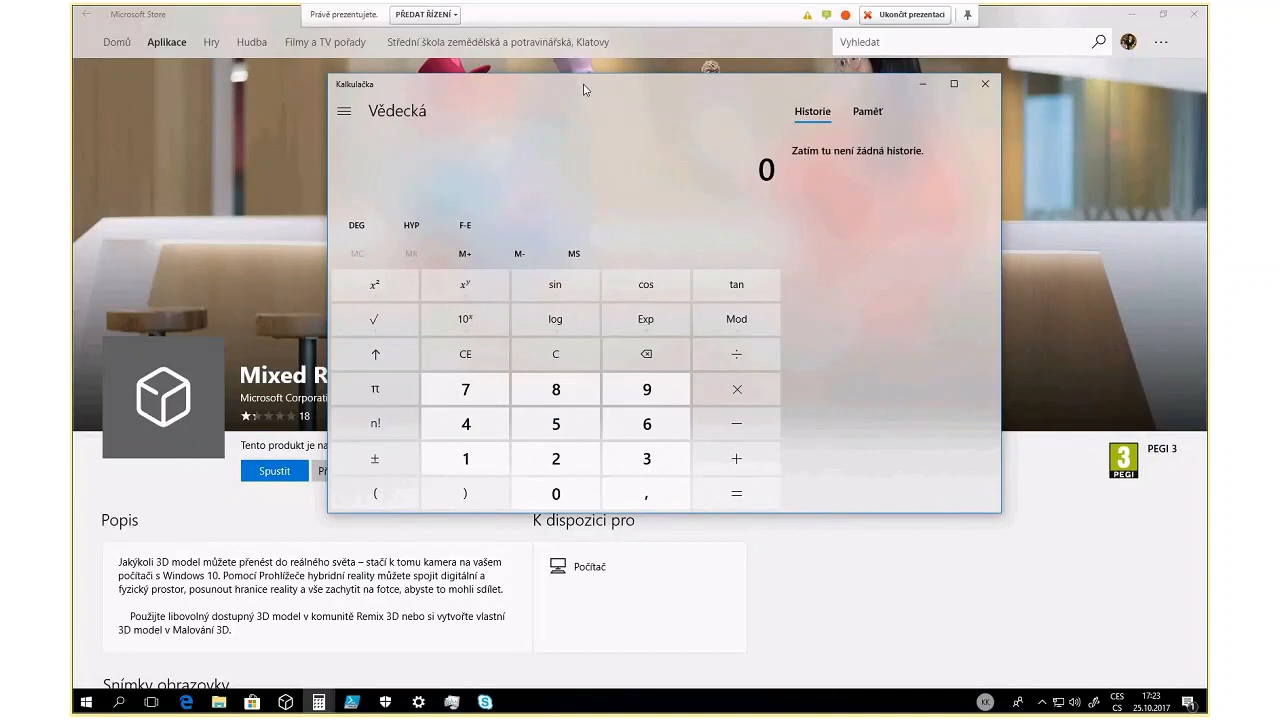 Microsoft Store
Právě prezentujete.
PŘEDAT ŘÍZENÍ
Ukončit prezentaci
Domů
Aplikace
Hry
Hudba
Filmy a TV pořady
Střední škola zemědělská a potravinářská, Klatovy
Vyhledat
Kalkulačka
Vědecká
Historie
Paměť
Zatím tu není žádná historie.
0
DEG
HYP
F-E
MC
MR
M+
M-
MS
x²
xʸ
sin
cos
tan
√
10ˣ
log
Exp
Mod
↑
CE
C
÷
π
7
8
9
×
n!
4
5
6
−
±
1
2
3
+
(
)
0
,
=
Mixed R
Microsoft Corporati
18
Tento produkt je na
Spustit
3
PEGI
PEGI 3
Popis
K dispozici pro
Jakýkoli 3D model můžete přenést do reálného světa – stačí k tomu kamera na vašem
počítači s Windows 10. Pomocí Prohlížeče hybridní reality můžete spojit digitální a
fyzický prostor, posunout hranice reality a vše zachytit na fotce, abyste to mohli sdílet.
Použijte libovolný dostupný 3D model v komunitě Remix 3D nebo si vytvořte vlastní
3D model v Malování 3D.
Počítač
Snímky obrazovky
KK
CES
CS
17:23
25.10.2017
1